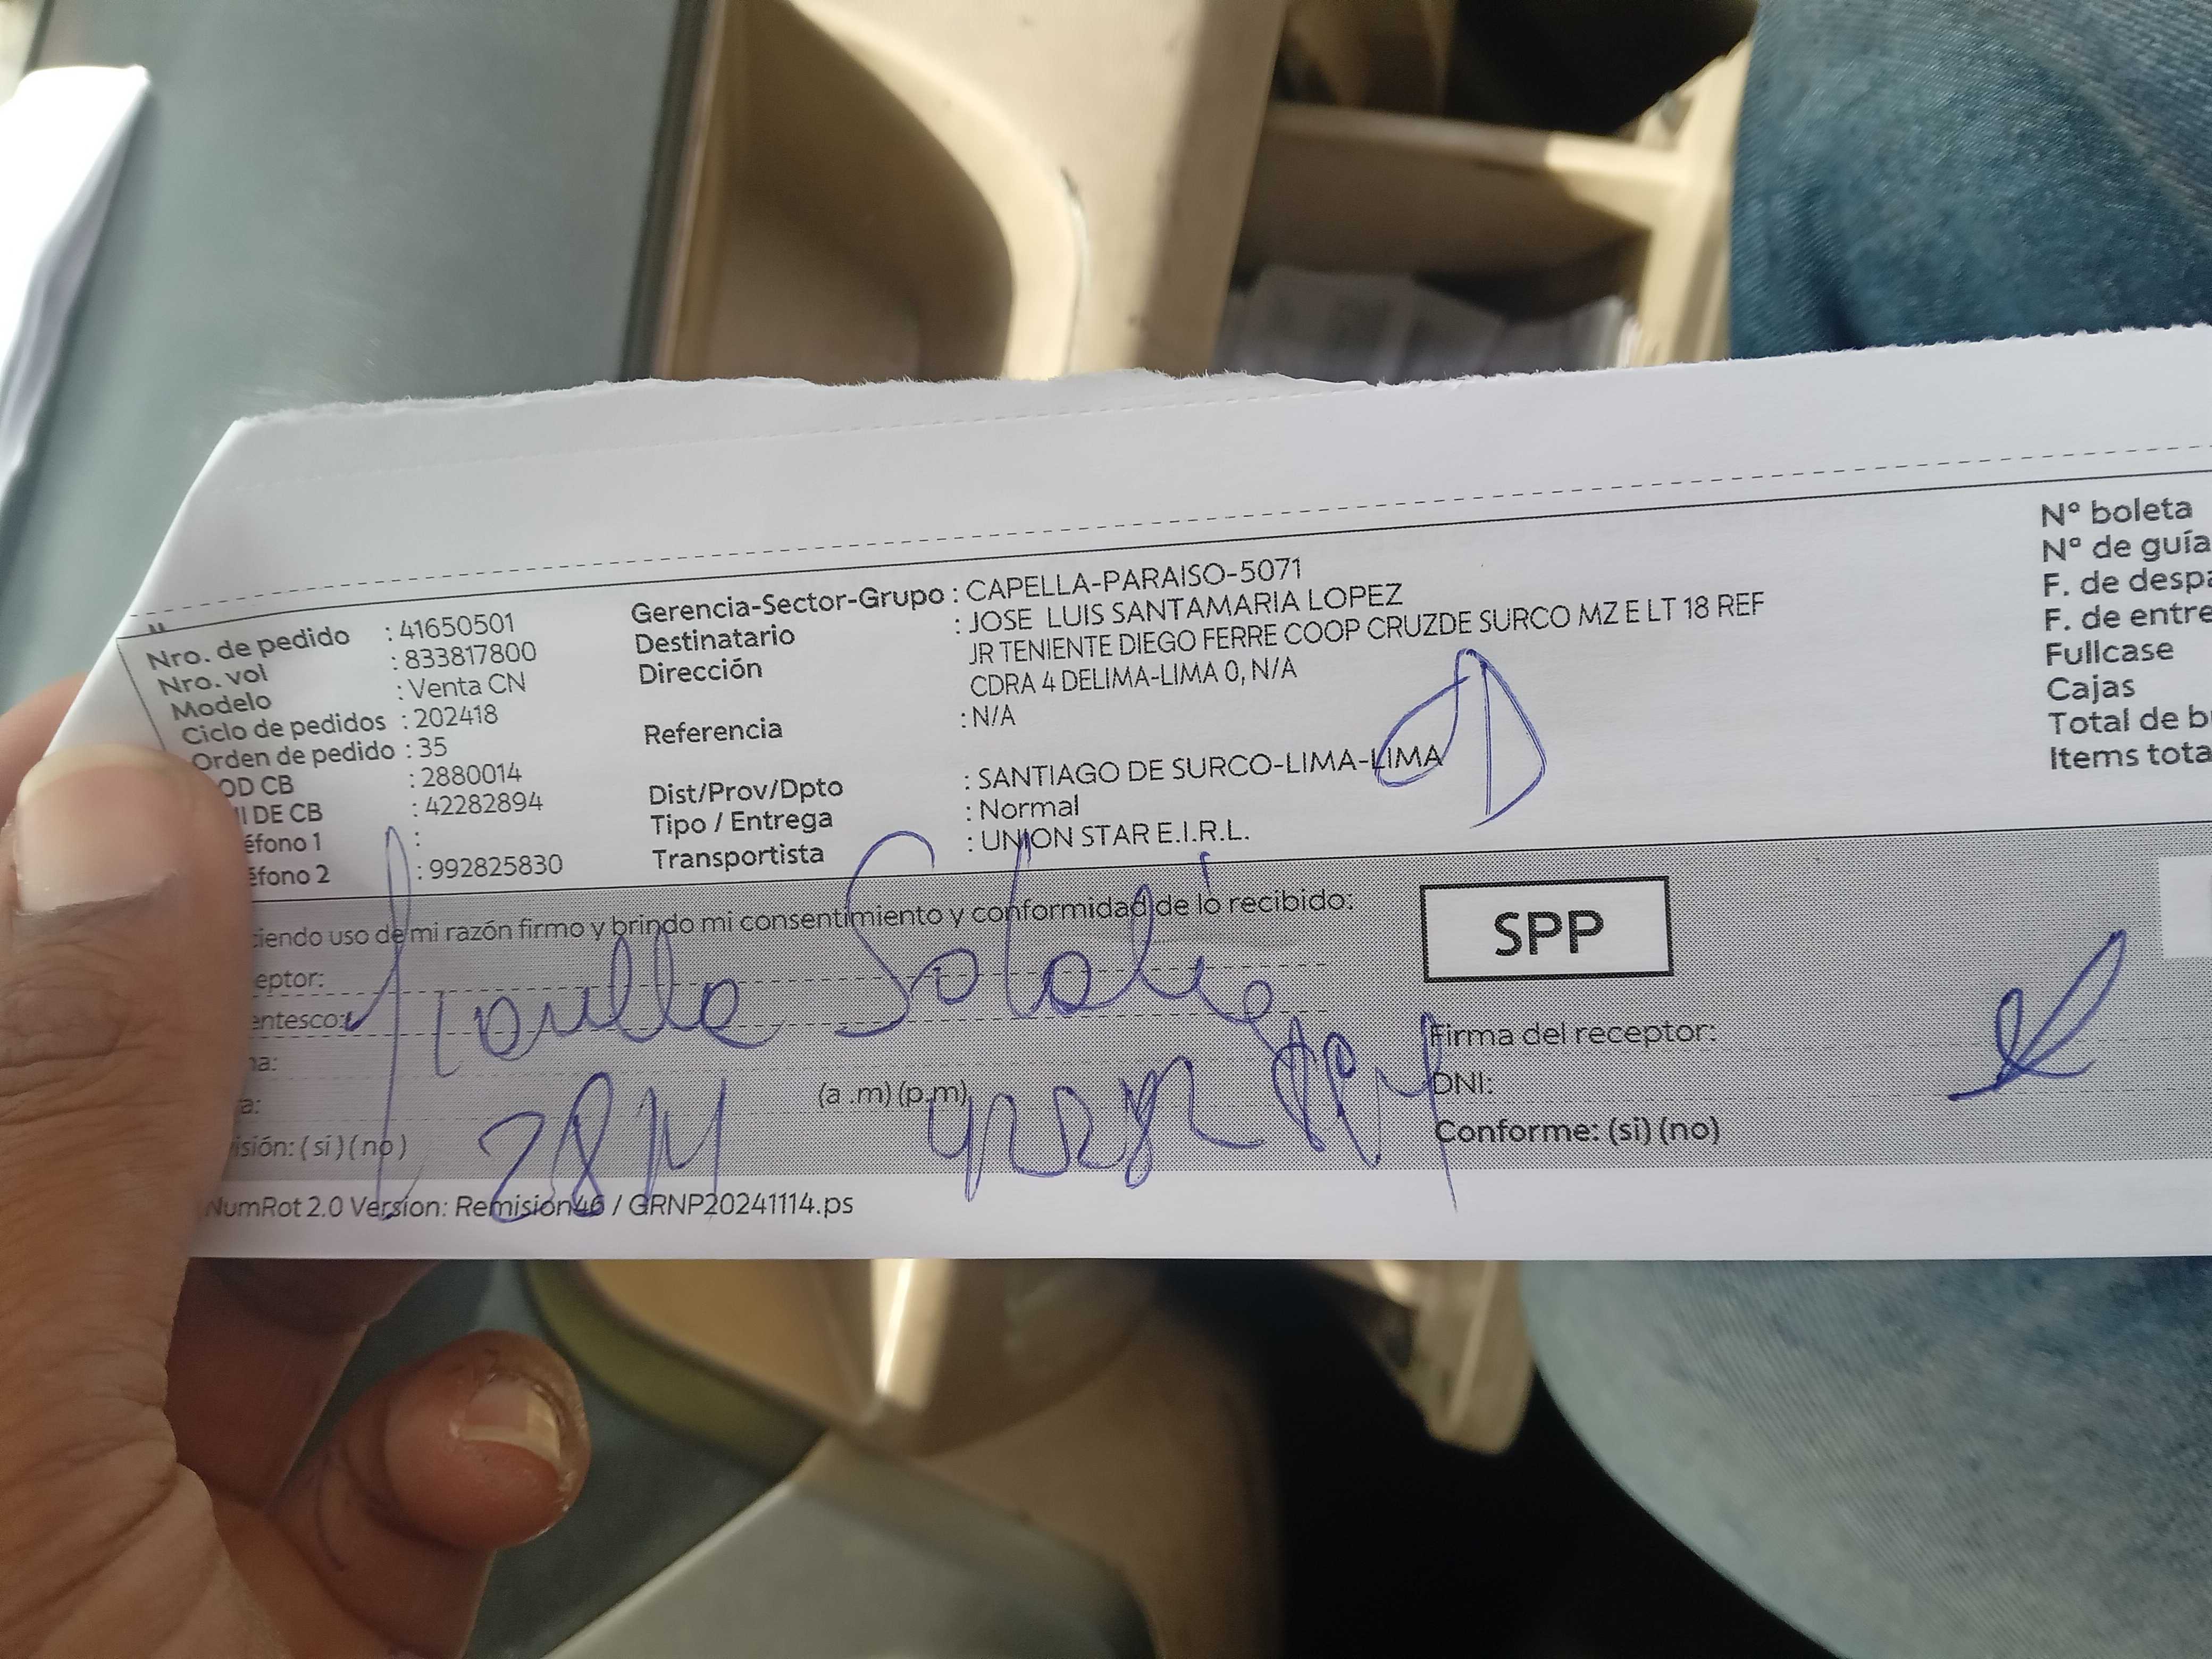 Nro. de pedido : 41650501
Nro. vol : 833817800
Modelo : Venta CN
Ciclo de pedidos : 202418
Orden de pedido : 35
OD CB : 2880014
I DE CB : 42282894
éfono 1 :
éfono 2 : 992825830
Gerencia-Sector-Grupo : CAPELLA-PARAISO-5071
Destinatario : JOSE LUIS SANTAMARIA LOPEZ
Dirección JR TENIENTE DIEGO FERRE COOP CRUZDE SURCO MZ E LT 18 REF
CDRA 4 DELIMA-LIMA 0, N/A
Referencia : N/A
Dist/Prov/Dpto : SANTIAGO DE SURCO-LIMA-LIMA
Tipo / Entrega : Normal
Transportista : UNION STAR E.I.R.L.
N° boleta
N° de guía
F. de despa
F. de entre
Fullcase
Cajas
Total de b
Items tota
ciendo uso de mi razón firmo y brindo mi consentimiento y conformidad de lo recibido:
eptor:
entesco:
na:
a:
(a .m) (p.m)
isión: (si) (no)
28 11
SPP
Firma del receptor:
DNI:
Conforme: (si) (no)
NumRot 2.0 Version: Remision46 / GRNP20241114.ps